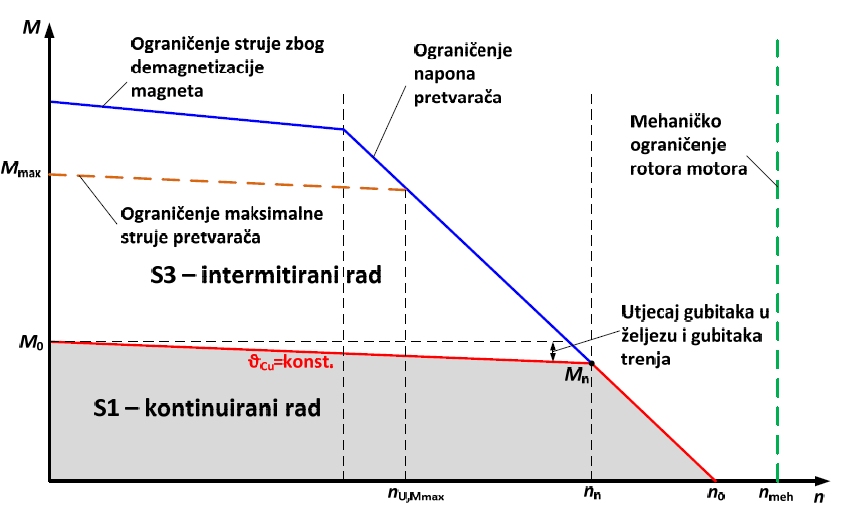 M
Ograničenje struje zbog
demagnetizacije
magneta
Ograničenje
napona
pretvarača
Mehaničko
ograničenje
rotora motora
Mmax
Ograničenje maksimalne
struje pretvarača
S3 – intermitirani rad
Utjecaj gubitaka u
željezu i gubitaka
trenja
M0
ϑCu=konst.
Mn
S1 – kontinuirani rad
nU,Mmax
nn
n0
nmeh
n